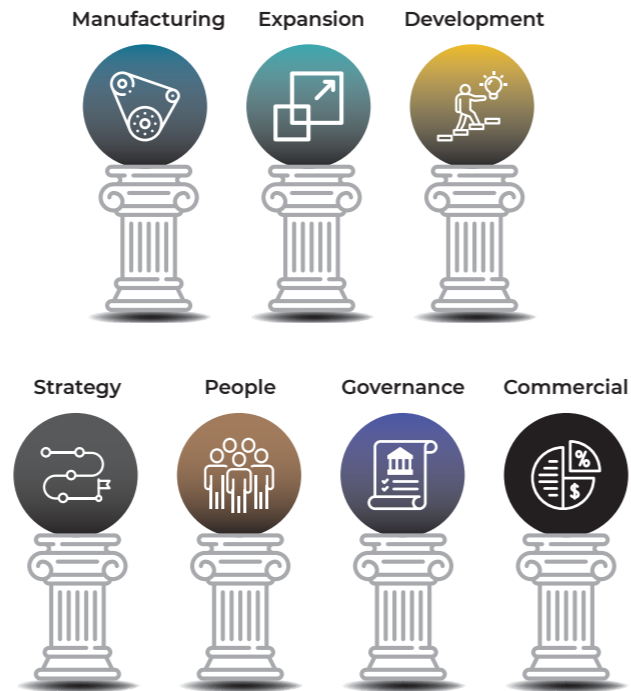 Manufacturing Expansion Development
Strategy People Governance Commercial
%
$